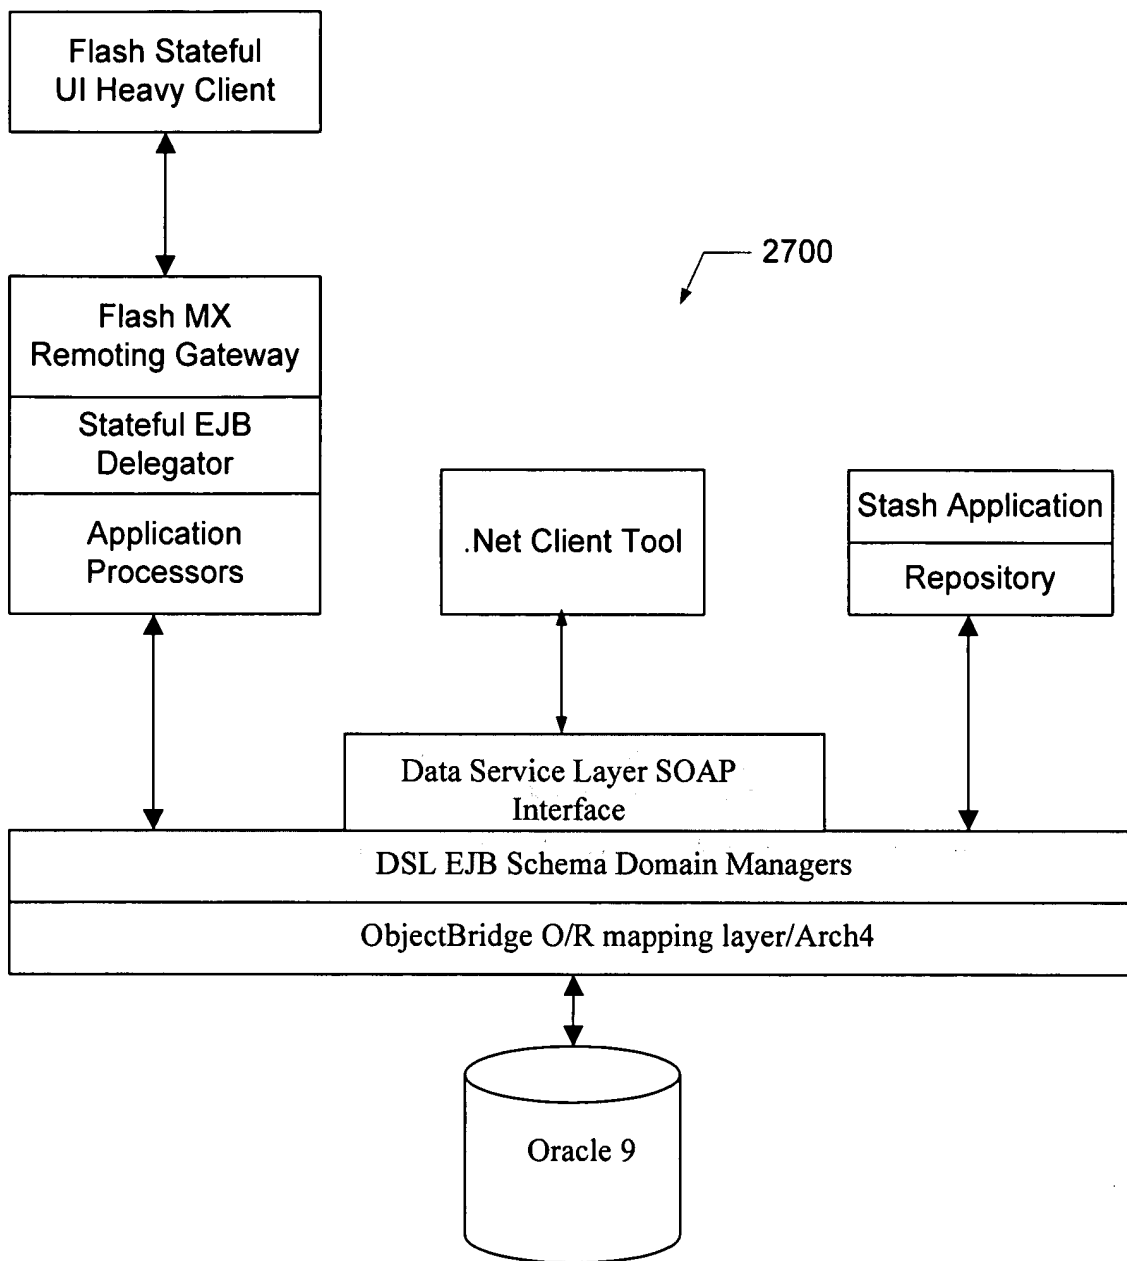 Flash Stateful
UI Heavy Client
2700
Flash MX
Remoting Gateway
Stateful EJB
Delegator
Application
Processors
.Net Client Tool
Stash Application
Repository
Data Service Layer SOAP
Interface
DSL EJB Schema Domain Managers
ObjectBridge O/R mapping layer/Arch4
Oracle 9